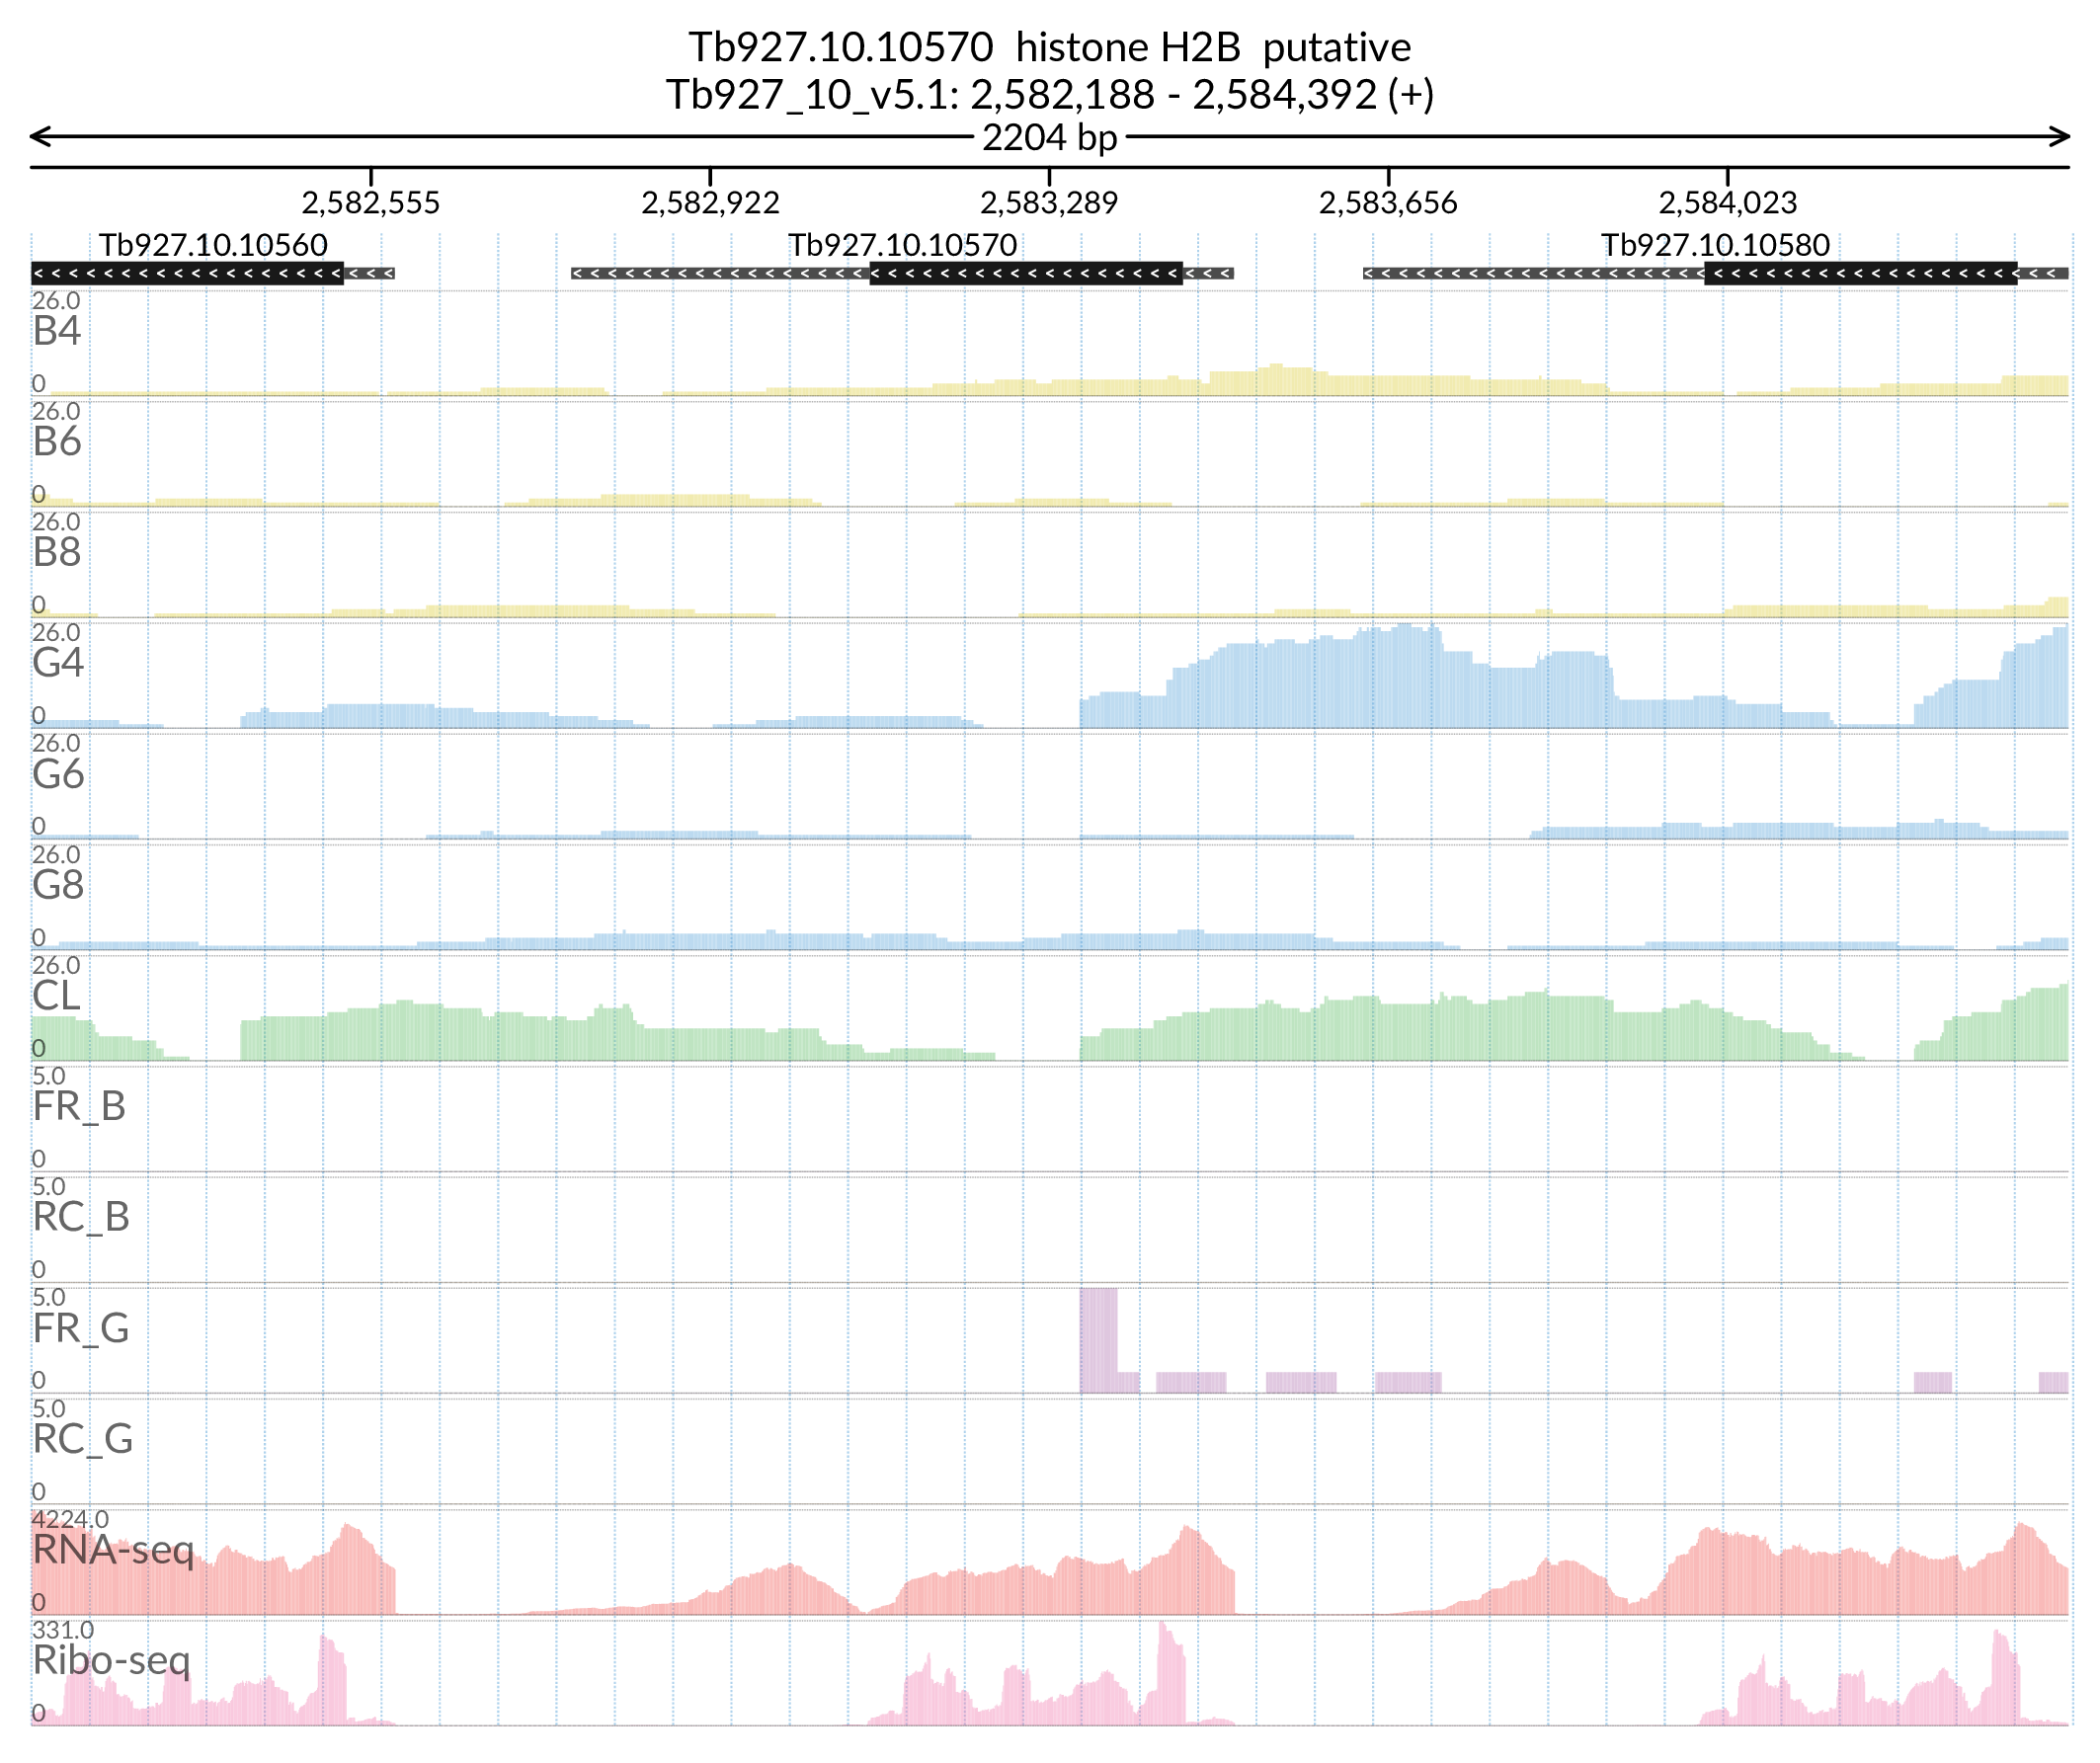 Tb927.10.10570  histone H2B  putative
Tb927_10_v5.1: 2,582,188 - 2,584,392 (+)
2204 bp
2,582,555 2,582,922 2,583,289 2,583,656 2,584,023
Tb927.10.10560 Tb927.10.10570 Tb927.10.10580
26.0
B4
0
26.0
B6
0
26.0
B8
0
26.0
G4
0
26.0
G6
0
26.0
G8
0
26.0
CL
0
5.0
FR_B
0
5.0
RC_B
0
5.0
FR_G
0
5.0
RC_G
0
4224.0
RNA-seq
0
331.0
Ribo-seq
0